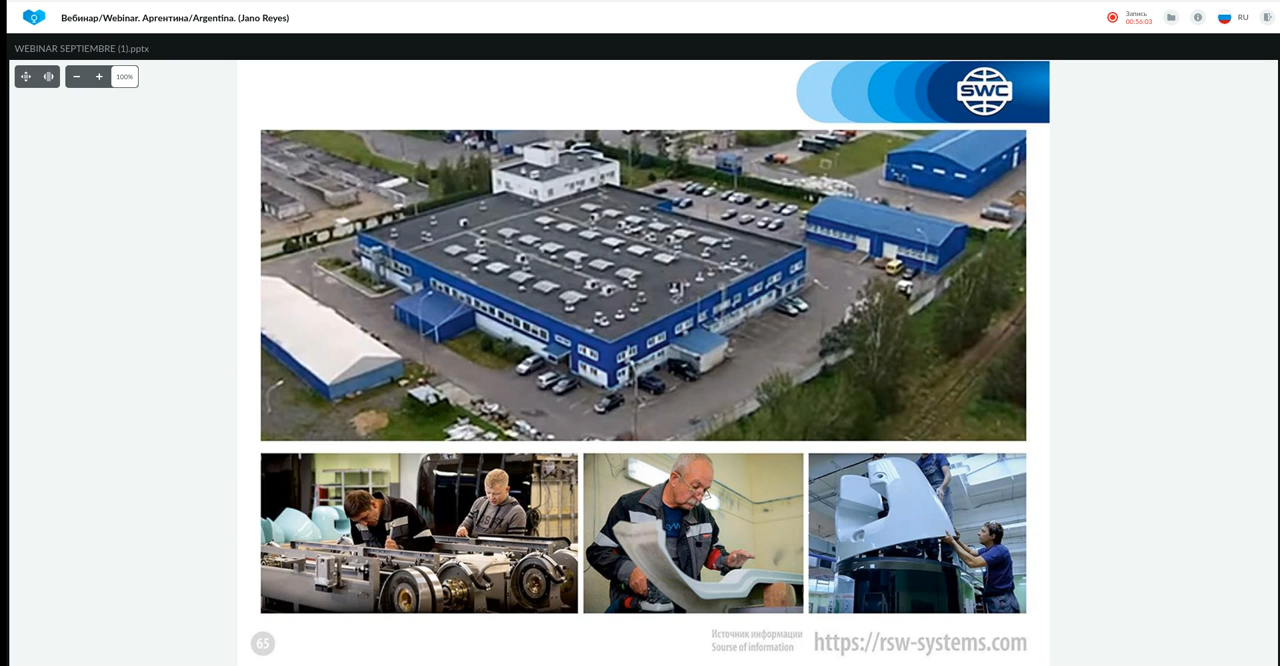 Вебинар/Webinar. Аргентина/Argentina. (Jano Reyes)
Запись
00:56:03
RU
WEBINAR SEPTIEMBRE (1).pptx
100%
SWC
65
Источник информации
Sourse of information
https://rsw-systems.com